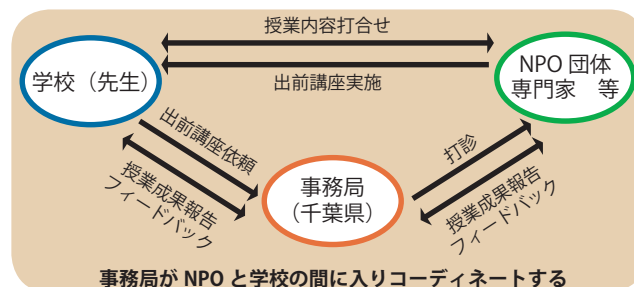 授業内容打合せ
学校（先生）
出前講座実施
NPO 団体
専門家　等
出前講座依頼
打診
授業成果報告
フィードバック
事務局
（千葉県）
授業成果報告
フィードバック
事務局が NPO と学校の間に入りコーディネートする